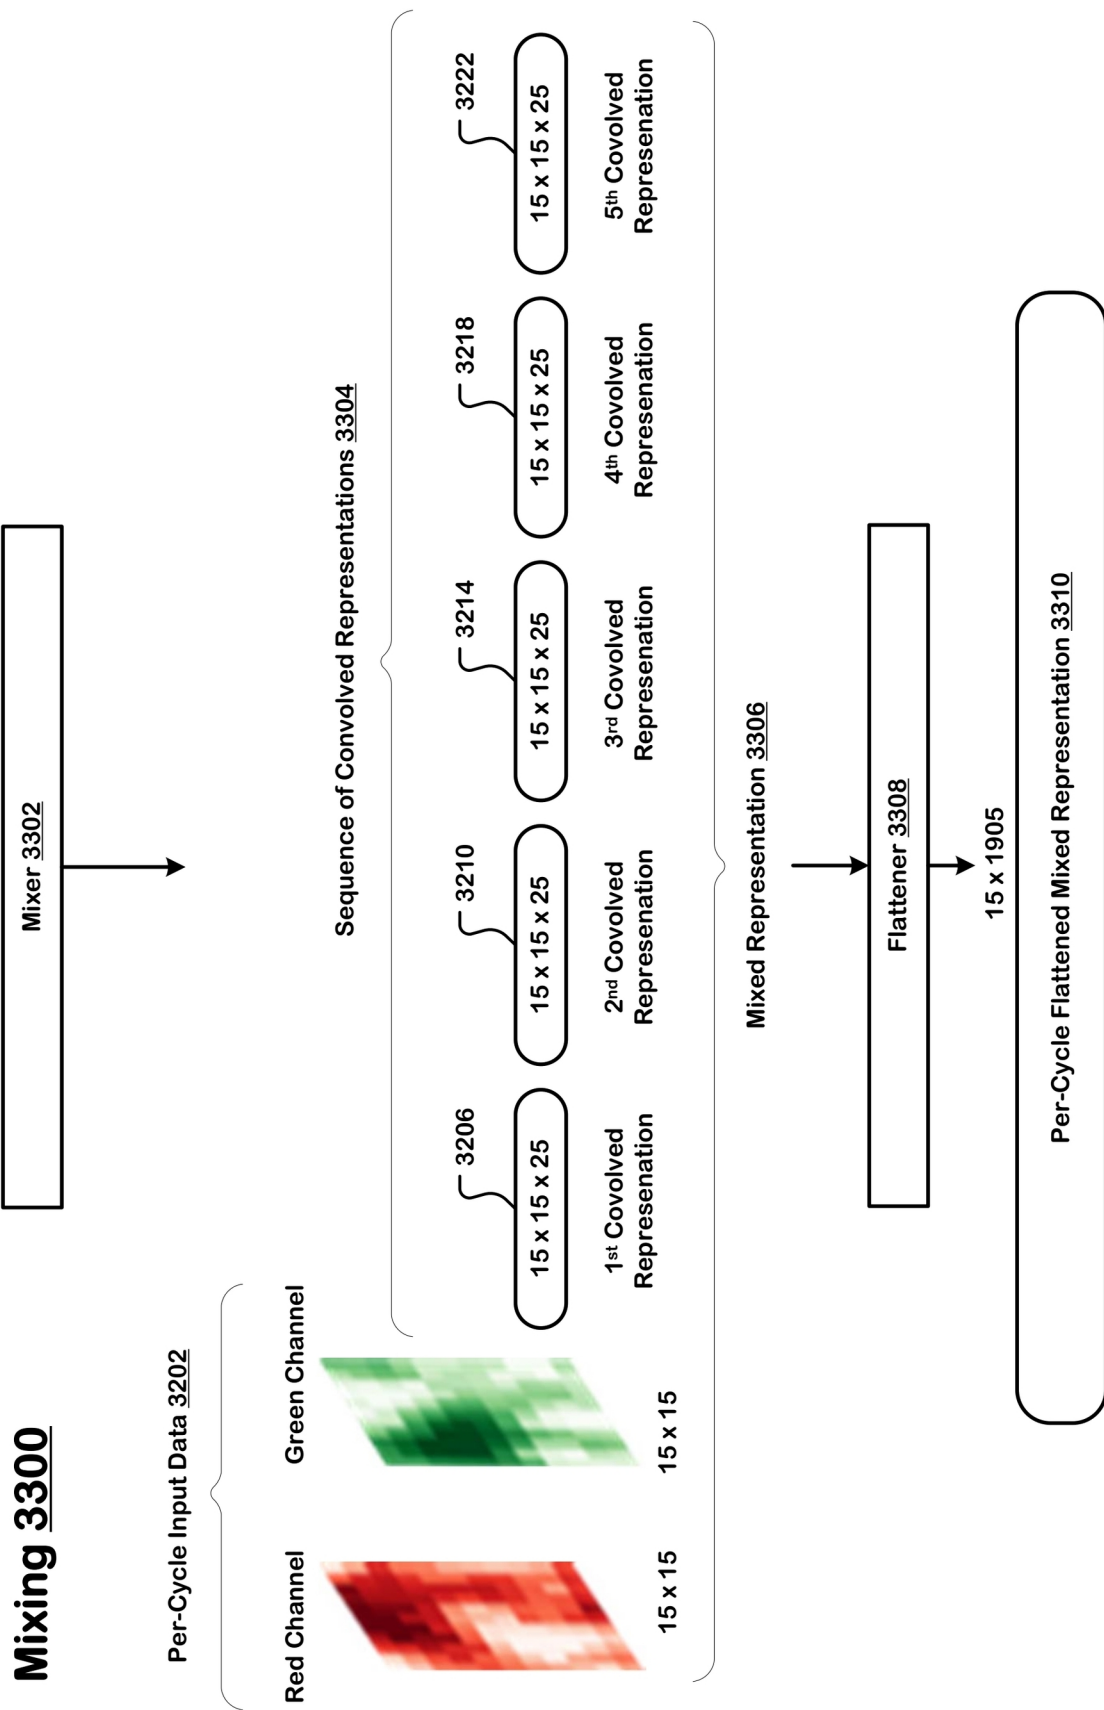 Mixing 3300
Mixer 3302
Per-Cycle Input Data 3202
Red Channel
Green Channel
15 x 15
15 x 15
Sequence of Convolved Representations 3304
3206
3210
3214
3218
3222
15 x 15 x 25
15 x 15 x 25
15 x 15 x 25
15 x 15 x 25
15 x 15 x 25
1st Covolved
Represenation
2nd Covolved
Represenation
3rd Covolved
Represenation
4th Covolved
Represenation
5th Covolved
Represenation
Mixed Representation 3306
Flattener 3308
15 x 1905
Per-Cycle Flattened Mixed Representation 3310